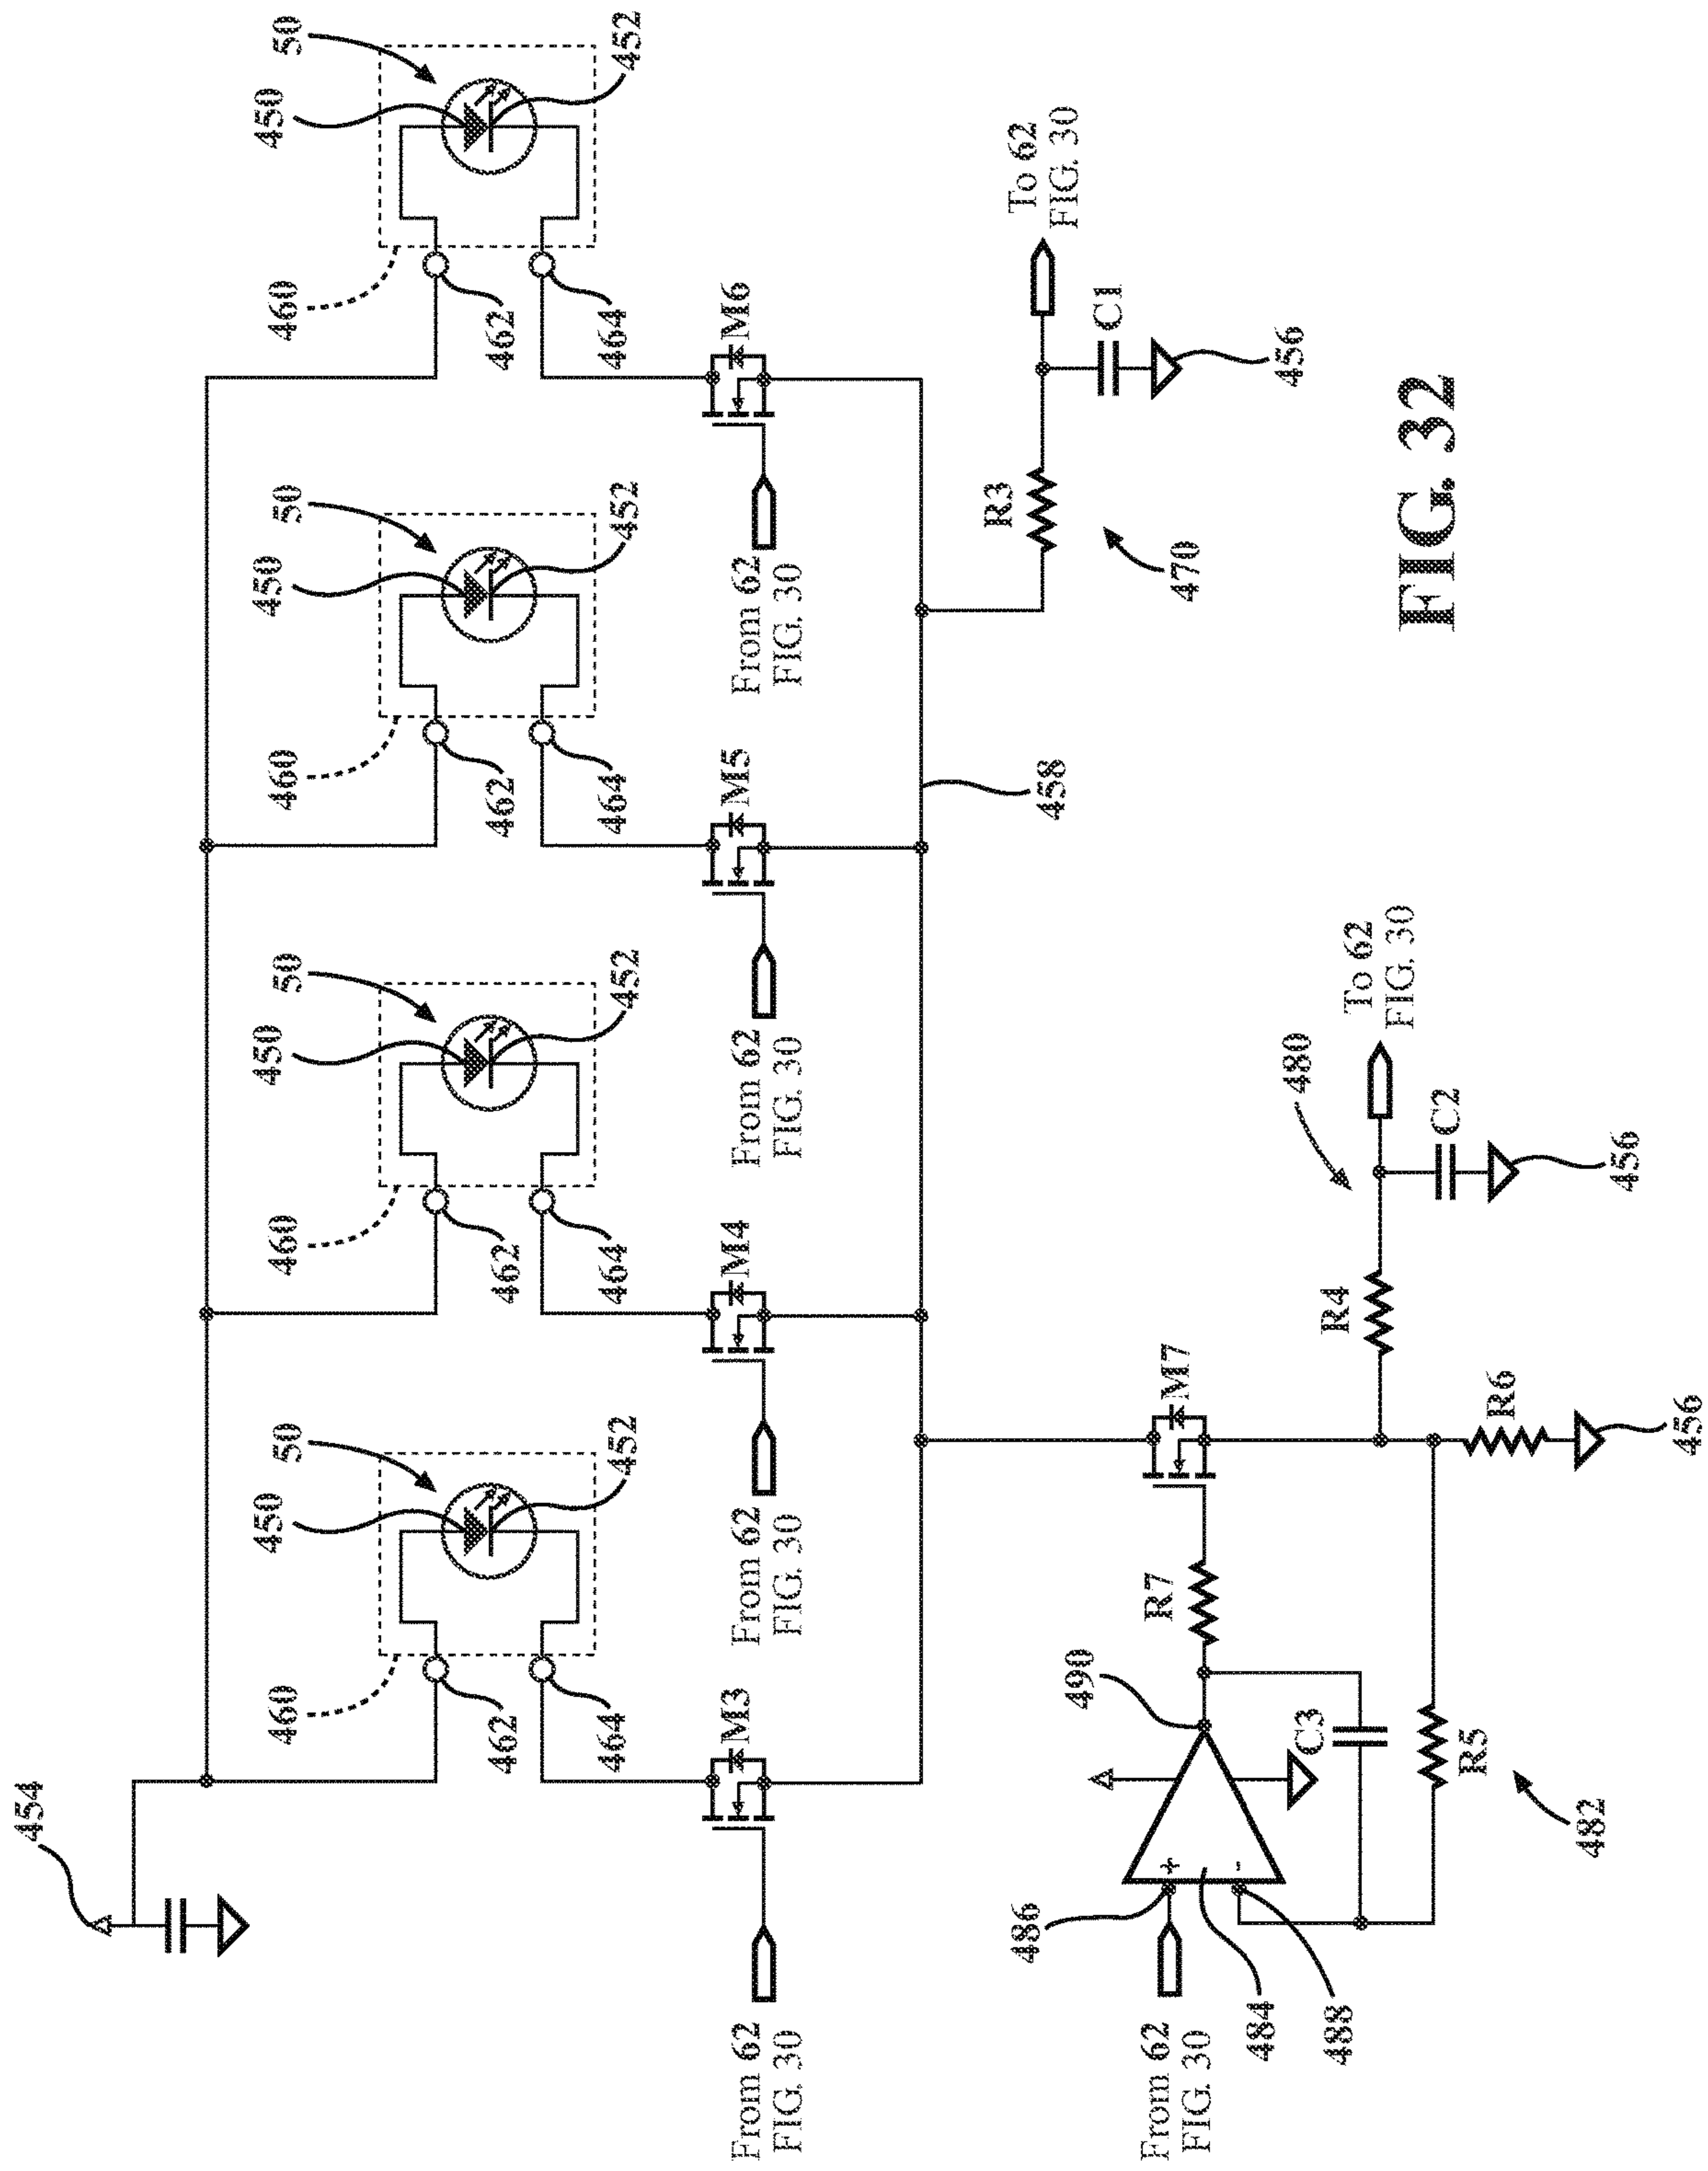 454
460
450
50
460
450
50
460
450
50
460
450
50
462
464
452
462
464
452
462
464
452
462
464
452
From 62
FIG. 30
M3
From 62
FIG. 30
M4
From 62
FIG. 30
M5
From 62
FIG. 30
M6
458
R3
To 62
FIG. 30
C1
470
456
From 62
FIG. 30
486
484
488
490
R7
M7
C3
R5
482
R4
480
To 62
FIG. 30
C2
456
R6
456
FIG. 32